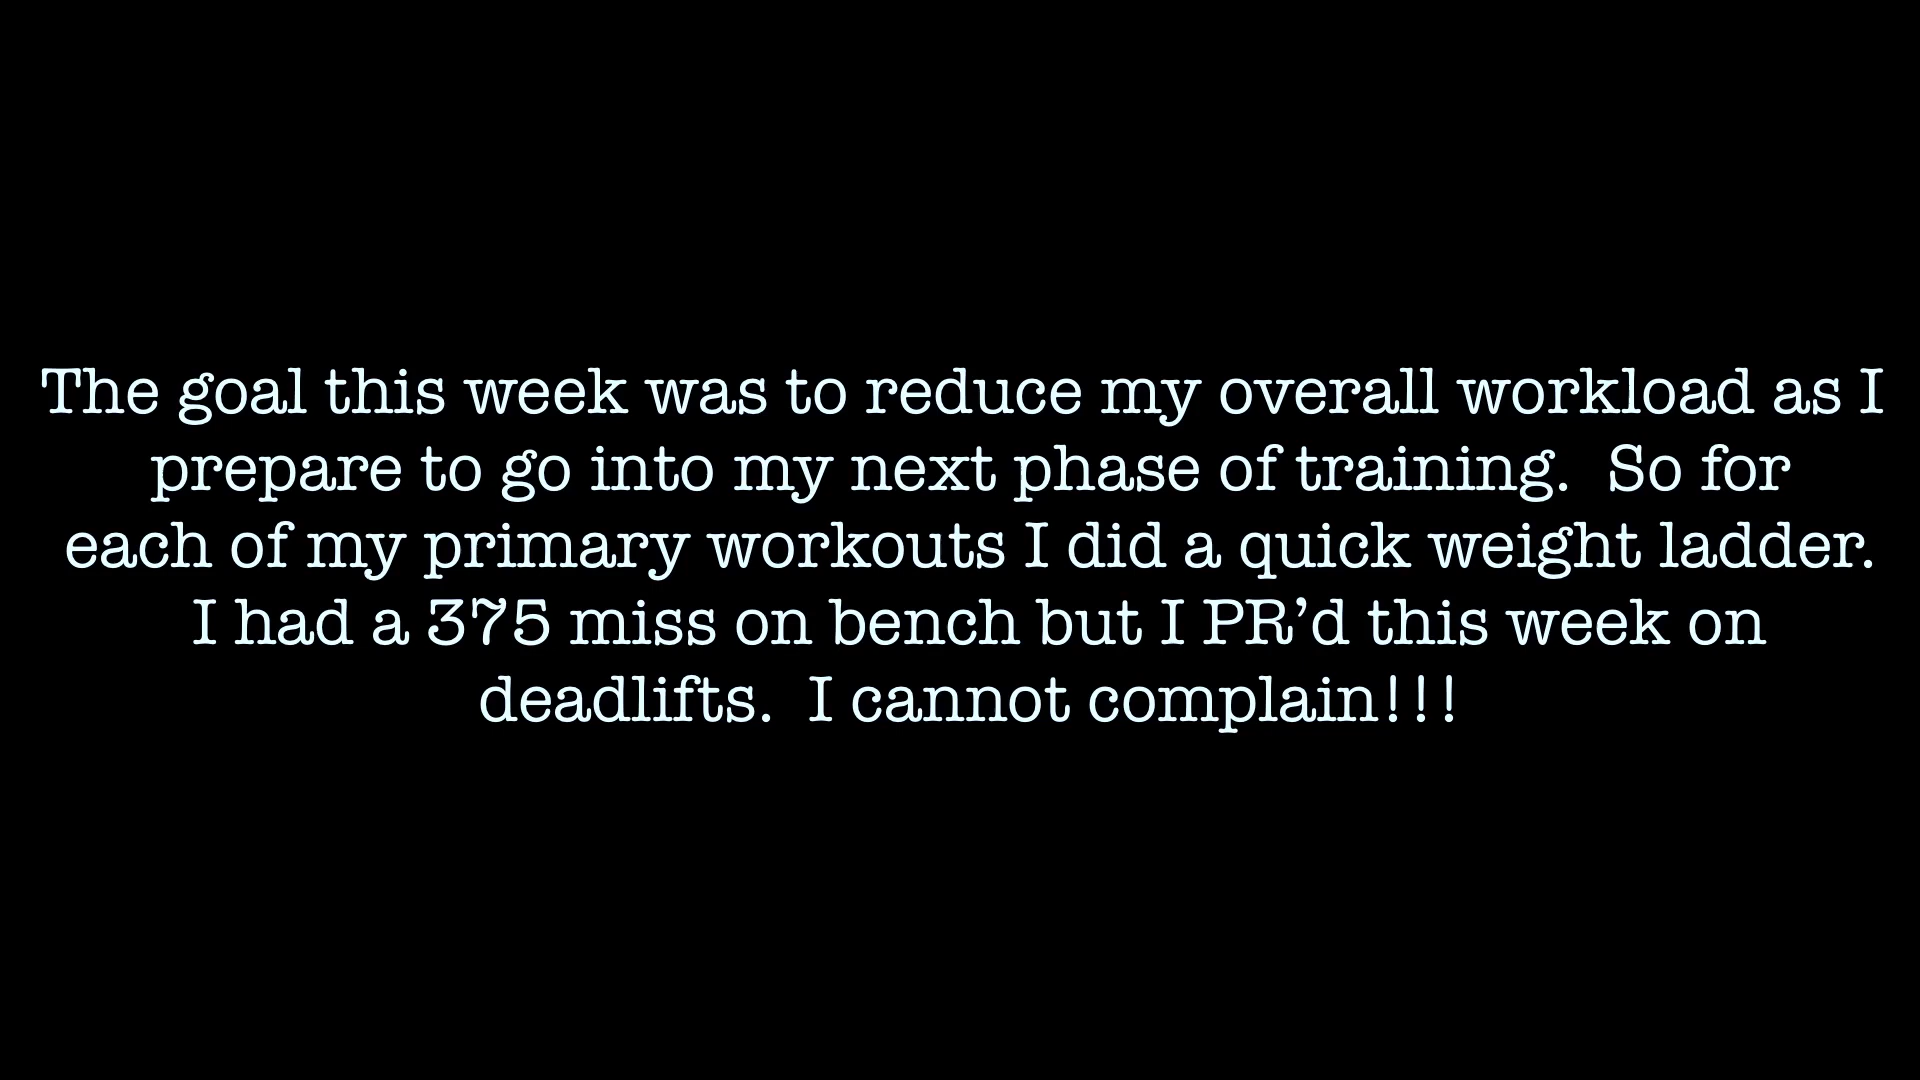 The goal this week was to reduce my overall workload as I
prepare to go into my next phase of training.  So for
each of my primary workouts I did a quick weight ladder.
I had a 375 miss on bench but I PR’d this week on
deadlifts.  I cannot complain!!!